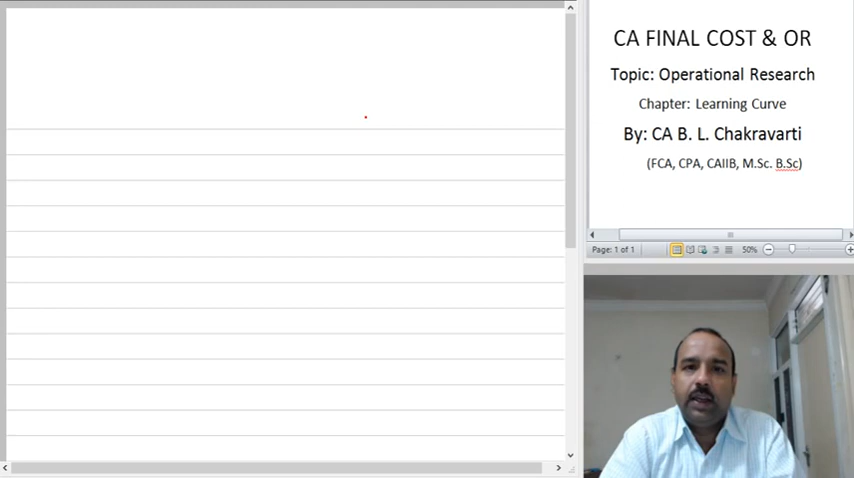 CA FINAL COST & OR
Topic: Operational Research
Chapter: Learning Curve
By: CA B. L. Chakravarti
(FCA, CPA, CAIIB, M.Sc. B.Sc)
Page: 1 of 1
50%